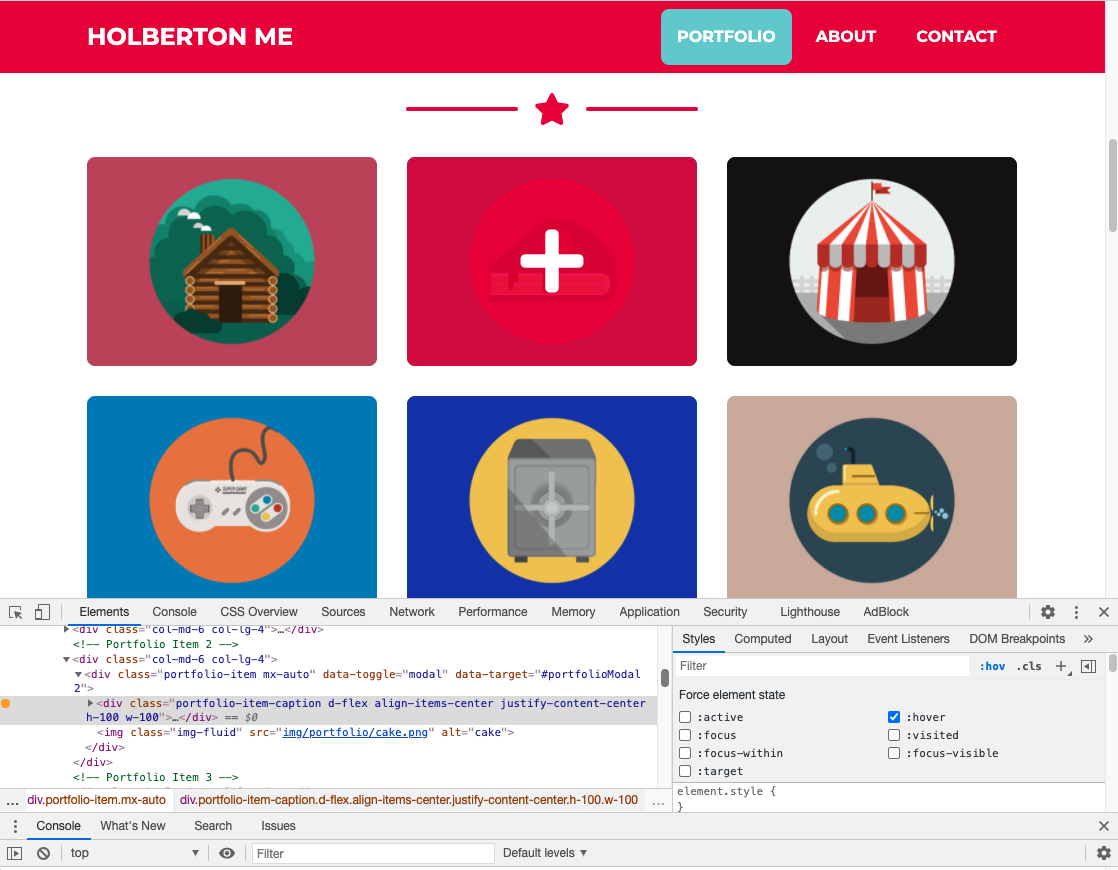 HOLBERTON ME
PORTFOLIO ABOUT CONTACT
SUPER GAME
Elements Console CSS Overview Sources Network Performance Memory Application Security Lighthouse AdBlock
<div class="col-md-6 col-lg-4">…</div>
<!-- Portfolio Item 2 -->
<div class="col-md-6 col-lg-4">
<div class="portfolio-item mx-auto" data-toggle="modal" data-target="#portfolioModal
2">
<div class="portfolio-item-caption d-flex align-items-center justify-content-center
h-100 w-100">…</div> == $0
<img class="img-fluid" src="img/portfolio/cake.png" alt="cake">
</div>
</div>
<!-- Portfolio Item 3 -->
... div.portfolio-item.mx-auto div.portfolio-item-caption.d-flex.align-items-center.justify-content-center.h-100.w-100 ...
Styles Computed Layout Event Listeners DOM Breakpoints »
Filter :hov .cls +
Force element state
:active :hover
:focus :visited
:focus-within :focus-visible
:target
element.style {
}
Console What's New Search Issues
top Filter Default levels